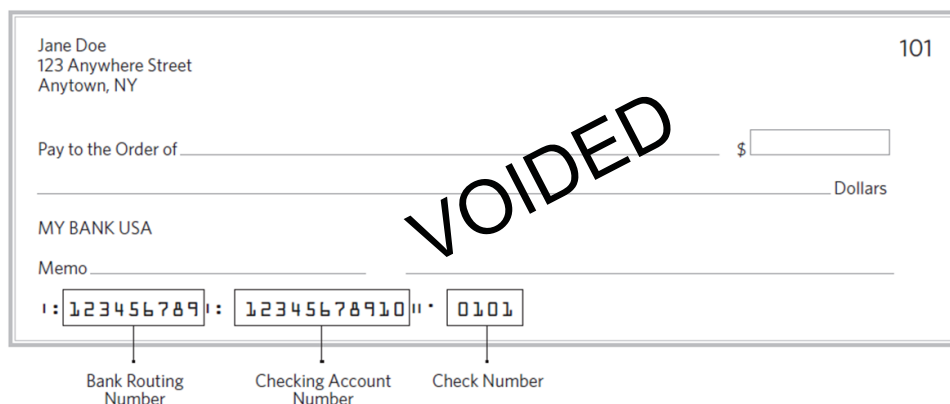 Jane Doe
101
123 Anywhere Street
Anytown, NY
VOIDED
Pay to the Order of
$
Dollars
MY BANK USA
Memo
⑆ 123456789 ⑆ 12345678910 ⑈ 0101
Bank Routing Number
Checking Account Number
Check Number